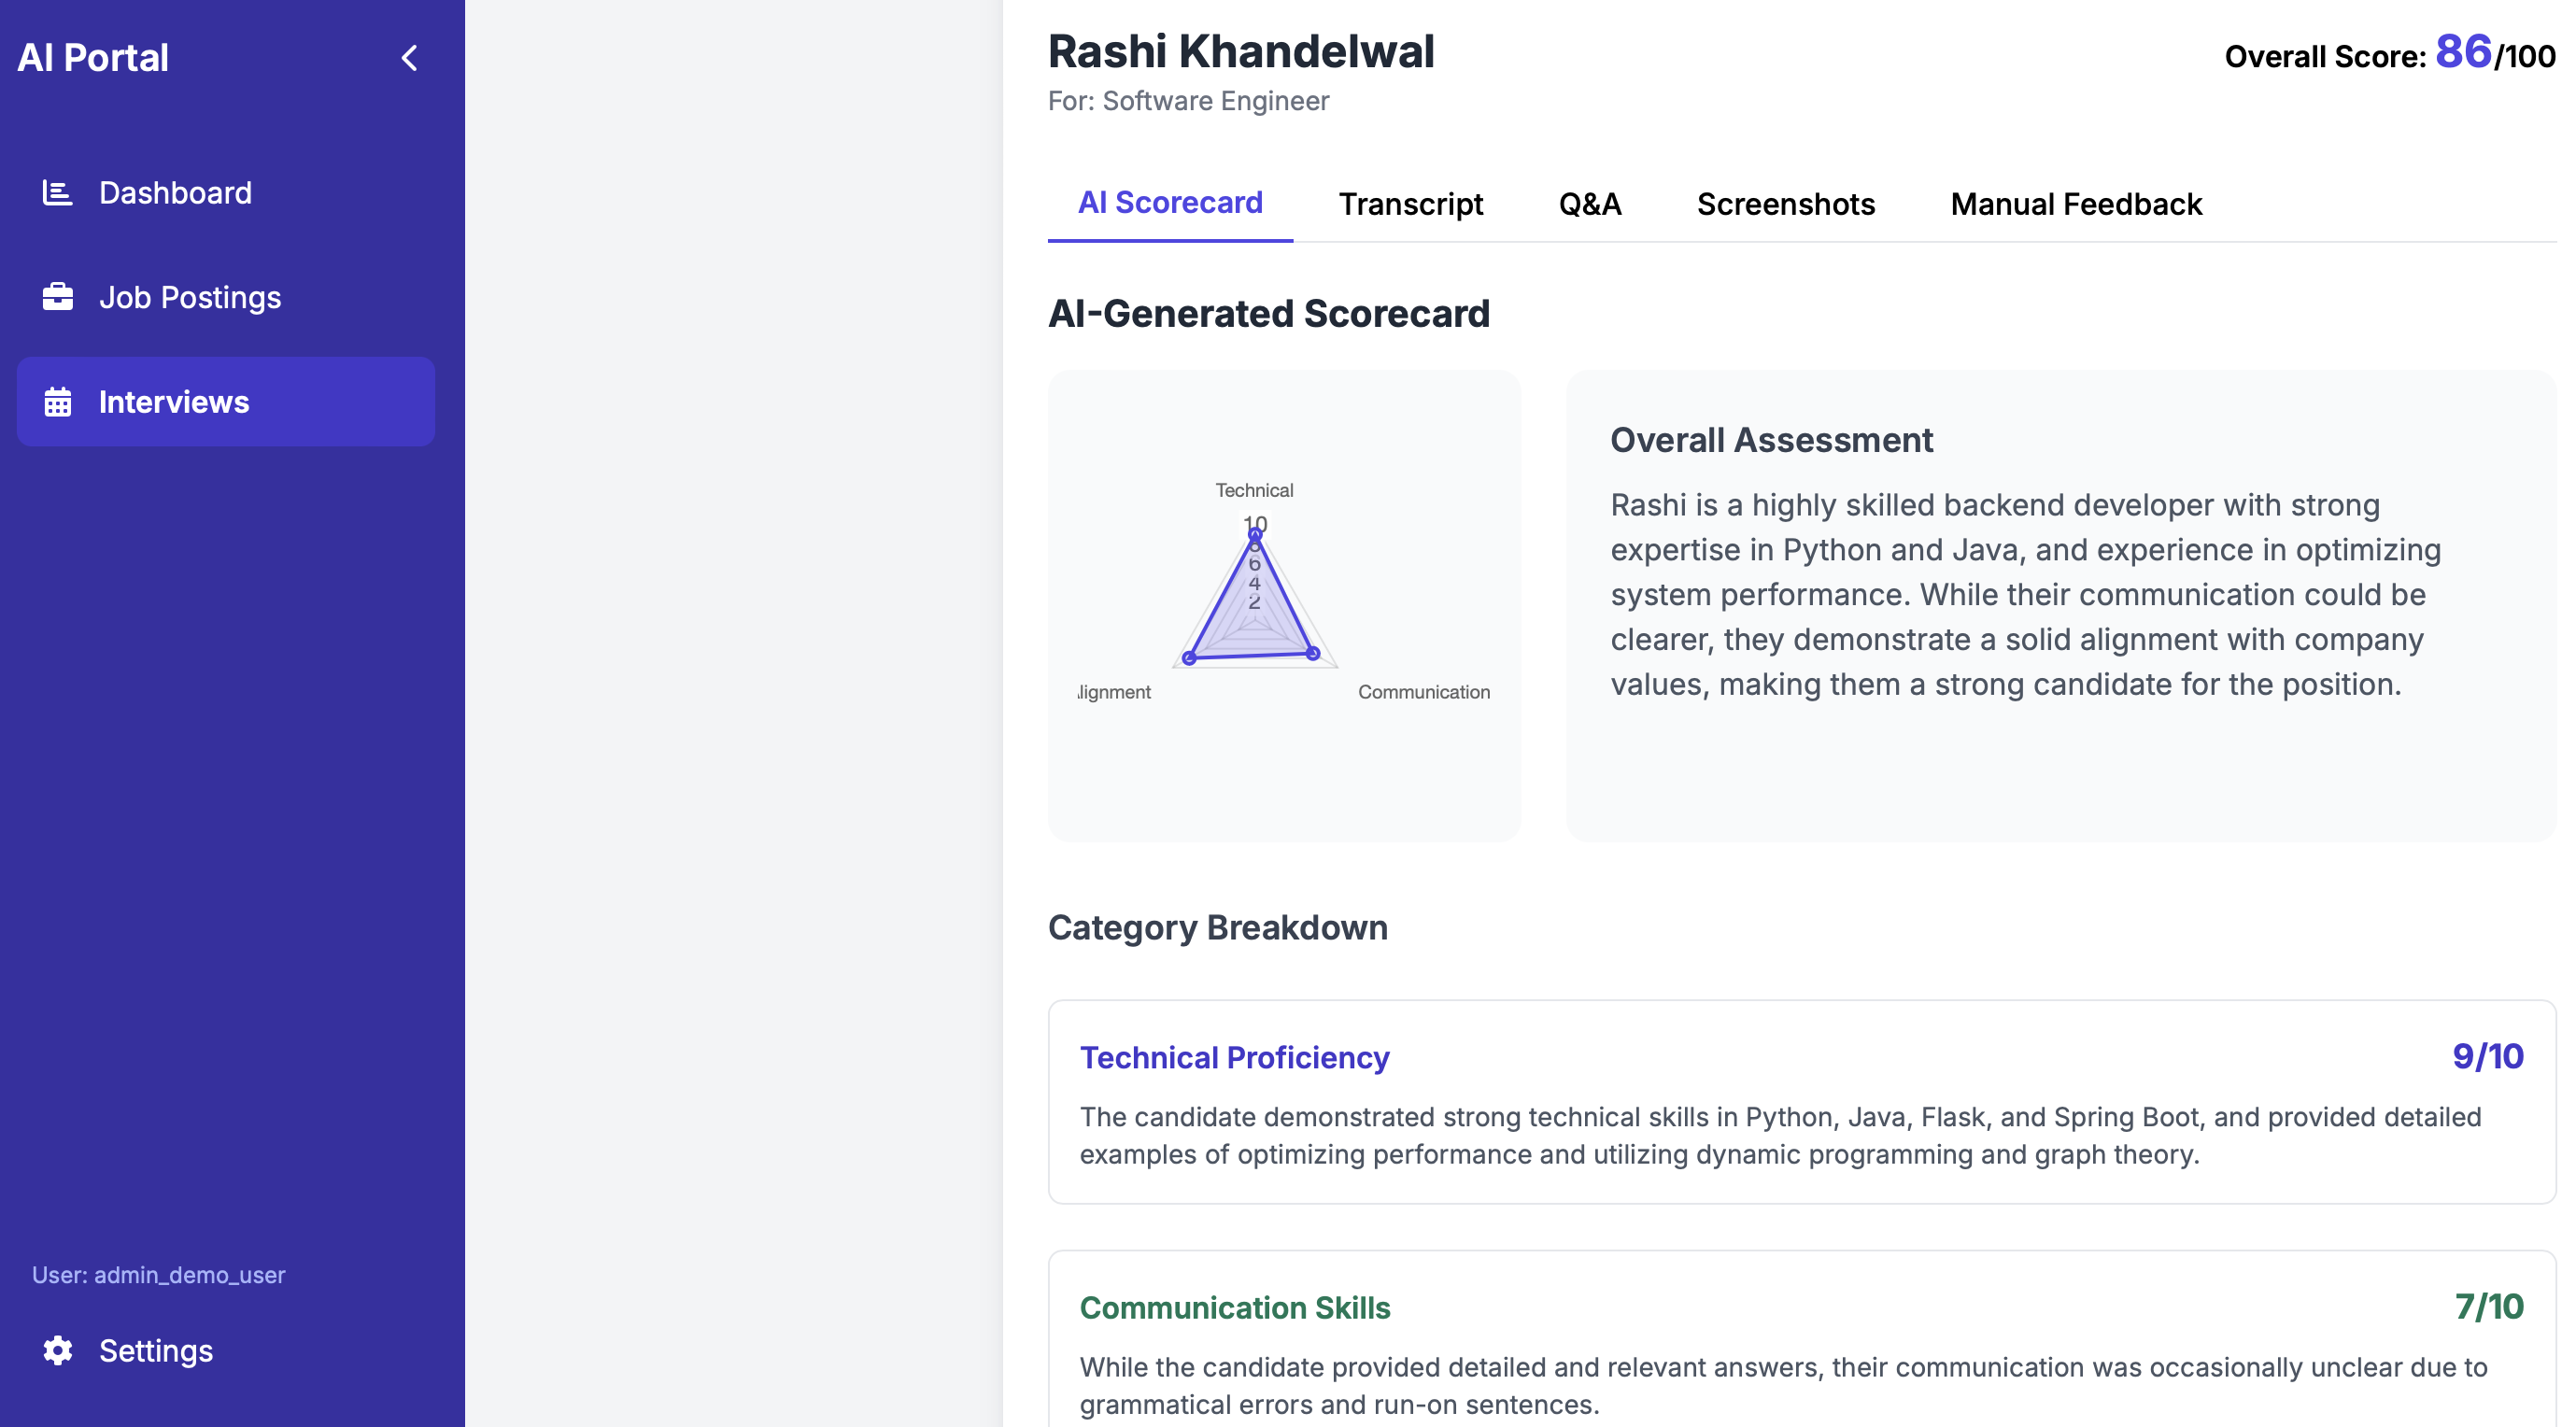 AI Portal
Dashboard
Job Postings
Interviews
User: admin_demo_user
Settings
Rashi Khandelwal
For: Software Engineer
Overall Score: 86/100
AI Scorecard
Transcript
Q&A
Screenshots
Manual Feedback
AI-Generated Scorecard
Technical
10
8
6
4
2
lignment
Communication
Overall Assessment
Rashi is a highly skilled backend developer with strong
expertise in Python and Java, and experience in optimizing
system performance. While their communication could be
clearer, they demonstrate a solid alignment with company
values, making them a strong candidate for the position.
Category Breakdown
Technical Proficiency
9/10
The candidate demonstrated strong technical skills in Python, Java, Flask, and Spring Boot, and provided detailed
examples of optimizing performance and utilizing dynamic programming and graph theory.
Communication Skills
7/10
While the candidate provided detailed and relevant answers, their communication was occasionally unclear due to
grammatical errors and run-on sentences.